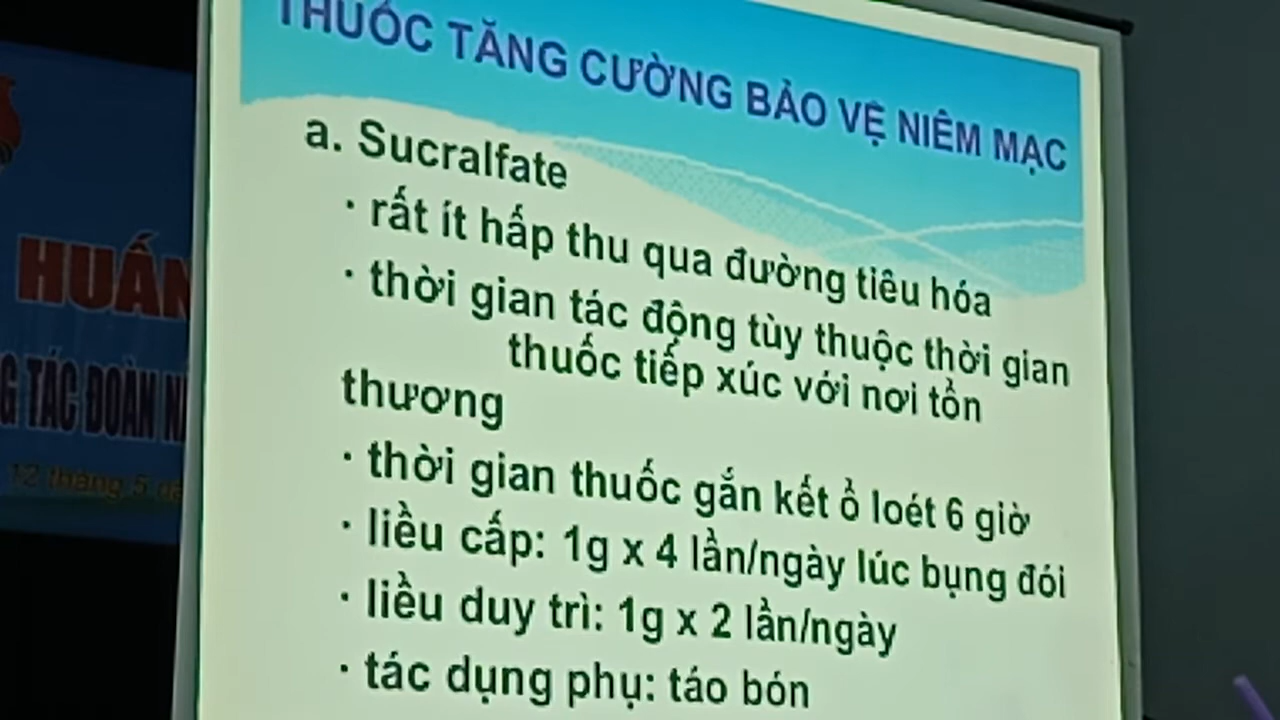 THUỐC TĂNG CƯỜNG BẢO VỆ NIÊM MẠC
a. Sucralfate
· rất ít hấp thu qua đường tiêu hóa
· thời gian tác động tùy thuộc thời gian
thuốc tiếp xúc với nơi tổn
thương
· thời gian thuốc gắn kết ổ loét 6 giờ
· liều cấp: 1g x 4 lần/ngày lúc bụng đói
· liều duy trì: 1g x 2 lần/ngày
· tác dụng phụ: táo bón
HUẤN
G TÁC ĐOÀN
12 tháng 5